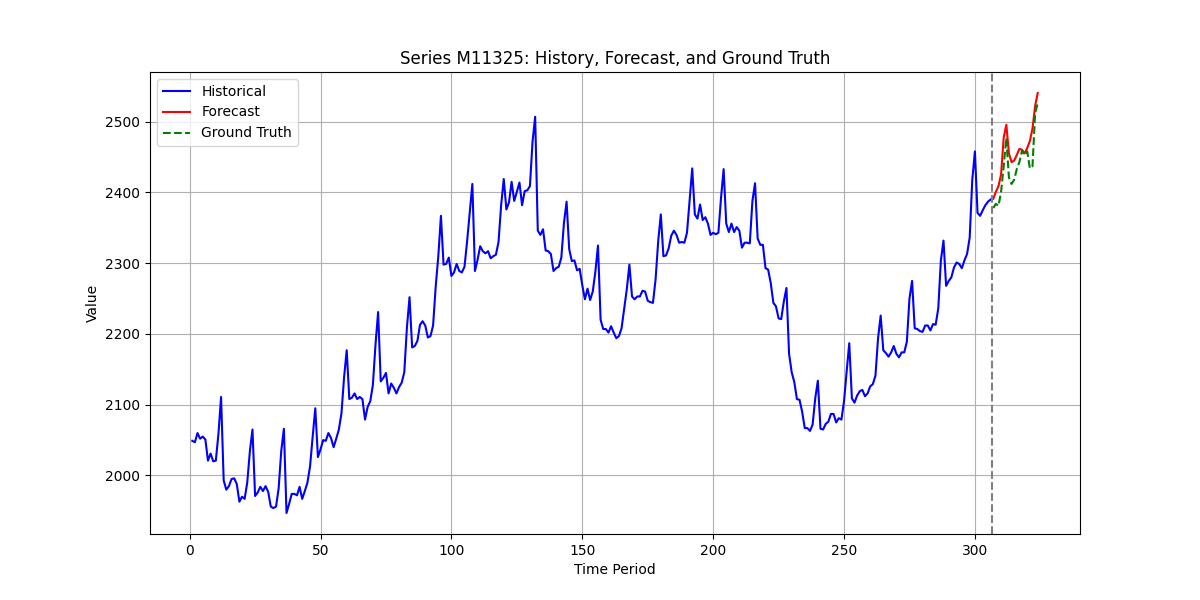 Series M11325: History, Forecast, and Ground Truth
Historical
Forecast
Ground Truth
2500
2400
2300
2200
2100
2000
Value
0 50 100 150 200 250 300
Time Period